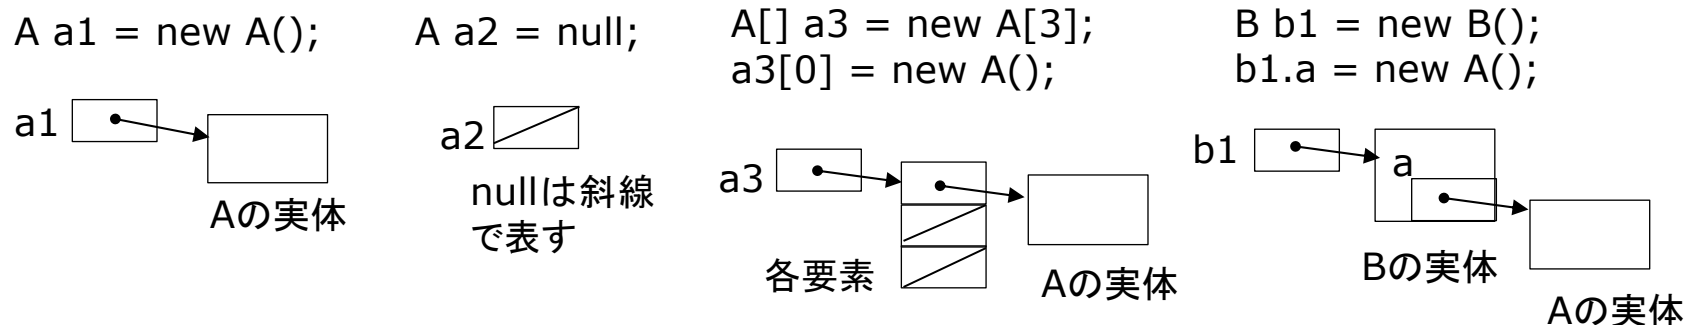 A a1 = new A();
a1
Aの実体
A a2 = null;
a2
nullは斜線
で表す
A[] a3 = new A[3];
a3[0] = new A();
a3
各要素
Aの実体
B b1 = new B();
b1.a = new A();
b1
a
Bの実体
Aの実体